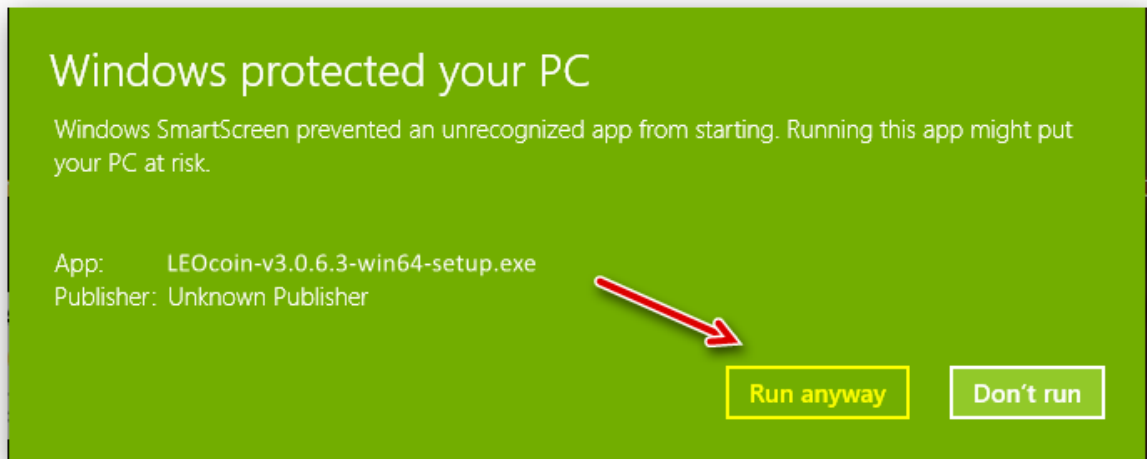 Windows protected your PC
Windows SmartScreen prevented an unrecognized app from starting. Running this app might put
your PC at risk.
App: LEOcoin-v3.0.6.3-win64-setup.exe
Publisher: Unknown Publisher
Run anyway Don't run